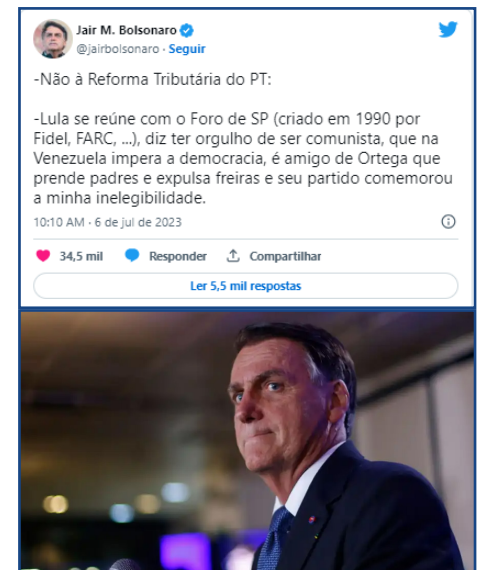 Jair M. Bolsonaro
@jairbolsonaro · Seguir
-Não à Reforma Tributária do PT:
-Lula se reúne com o Foro de SP (criado em 1990 por
Fidel, FARC, ...), diz ter orgulho de ser comunista, que na
Venezuela impera a democracia, é amigo de Ortega que
prende padres e expulsa freiras e seu partido comemorou
a minha inelegibilidade.
10:10 AM · 6 de jul de 2023
34,5 mil Responder Compartilhar
Ler 5,5 mil respostas